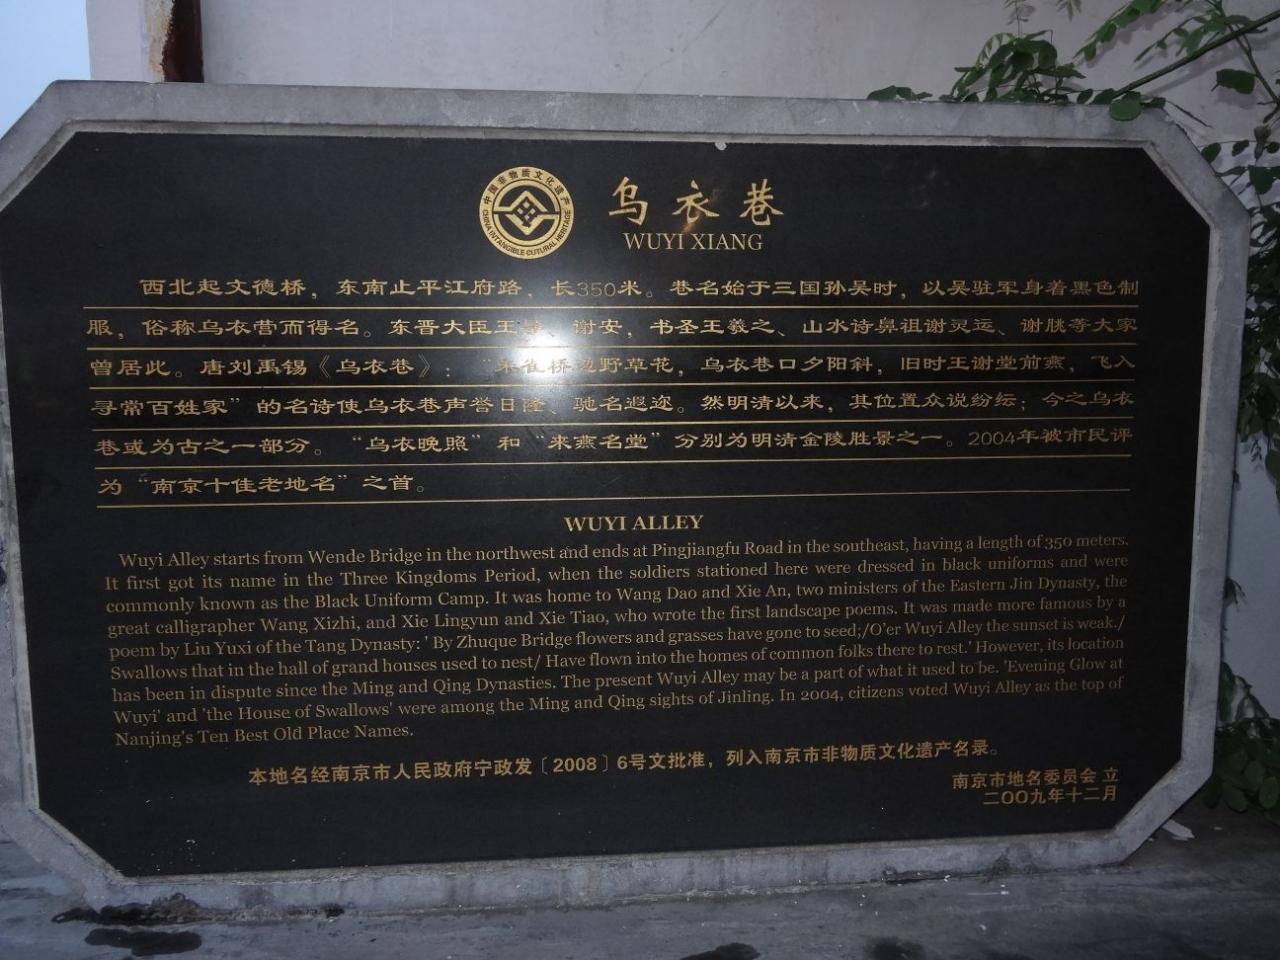 中国非物质文化遗产
CHINA INTANGIBLE CUTURAL HERITAGE
乌衣巷
WUYI XIANG
西北起文德桥，东南止平江府路，长350米。巷名始于三国孙吴时，以吴驻军身着黑色制
服，俗称乌衣营而得名。东晋大臣王导、谢安，书圣王羲之、山水诗鼻祖谢灵运、谢朓等大家
曾居此。唐刘禹锡《乌衣巷》：“朱雀桥边野草花，乌衣巷口夕阳斜，旧时王谢堂前燕，飞入
寻常百姓家”的名诗使乌衣巷声誉日隆、驰名遐迩。然明清以来，其位置众说纷纭；今之乌衣
巷或为古之一部分。“乌衣晚照”和“来燕名堂”分别为明清金陵胜景之一。2004年被市民评
为“南京十佳老地名”之首。
WUYI ALLEY
Wuyi Alley starts from Wende Bridge in the northwest and ends at Pingjiangfu Road in the southeast, having a length of 350 meters.
It first got its name in the Three Kingdoms Period, when the soldiers stationed here were dressed in black uniforms and were
commonly known as the Black Uniform Camp. It was home to Wang Dao and Xie An, two ministers of the Eastern Jin Dynasty, the
great calligrapher Wang Xizhi, and Xie Lingyun and Xie Tiao, who wrote the first landscape poems. It was made more famous by a
poem by Liu Yuxi of the Tang Dynasty: ' By Zhuque Bridge flowers and grasses have gone to seed;/O'er Wuyi Alley the sunset is weak./
Swallows that in the hall of grand houses used to nest/ Have flown into the homes of common folks there to rest.' However, its location
has been in dispute since the Ming and Qing Dynasties. The present Wuyi Alley may be a part of what it used to be. 'Evening Glow at
Wuyi' and 'the House of Swallows' were among the Ming and Qing sights of Jinling. In 2004, citizens voted Wuyi Alley as the top of
Nanjing's Ten Best Old Place Names.
本地名经南京市人民政府宁政发〔2008〕6号文批准，列入南京市非物质文化遗产名录。
南京市地名委员会 立
二〇〇九年十二月